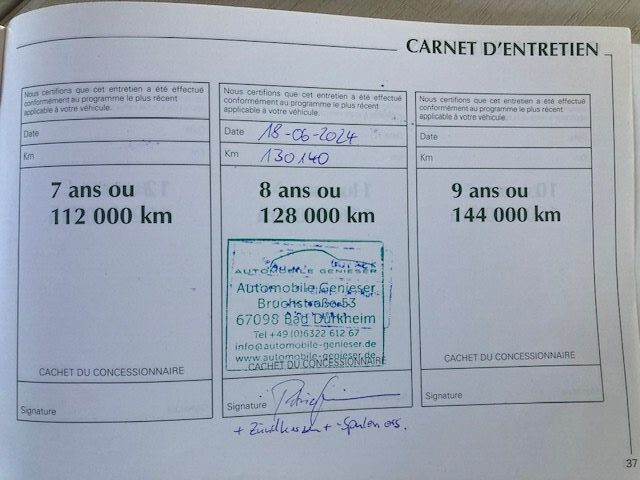 CARNET D'ENTRETIEN
Nous certifions que cet entretien a été effectué
conformément au programme le plus récent
applicable à votre véhicule.
Date
Km
7 ans ou
112 000 km
CACHET DU CONCESSIONNAIRE
Signature
Nous certifions que cet entretien a été effectué
conformément au programme le plus récent
applicable à votre véhicule.
Date 18-06-2024
Km 130140
8 ans ou
128 000 km
AUTOMOBILE GENIESER
Automobile Genieser
Bruchstraße 53
67098 Bad Dürkheim
Tel +49 (0)6322 612 67
info@automobile-genieser.de
www.automobile-genieser.de
CACHET DU CONCESSIONNAIRE
Signature
+ Zündkerzen + -Spulen
Nous certifions que cet entretien a été effectué
conformément au programme le plus récent
applicable à votre véhicule.
Date
Km
9 ans ou
144 000 km
CACHET DU CONCESSIONNAIRE
Signature
37